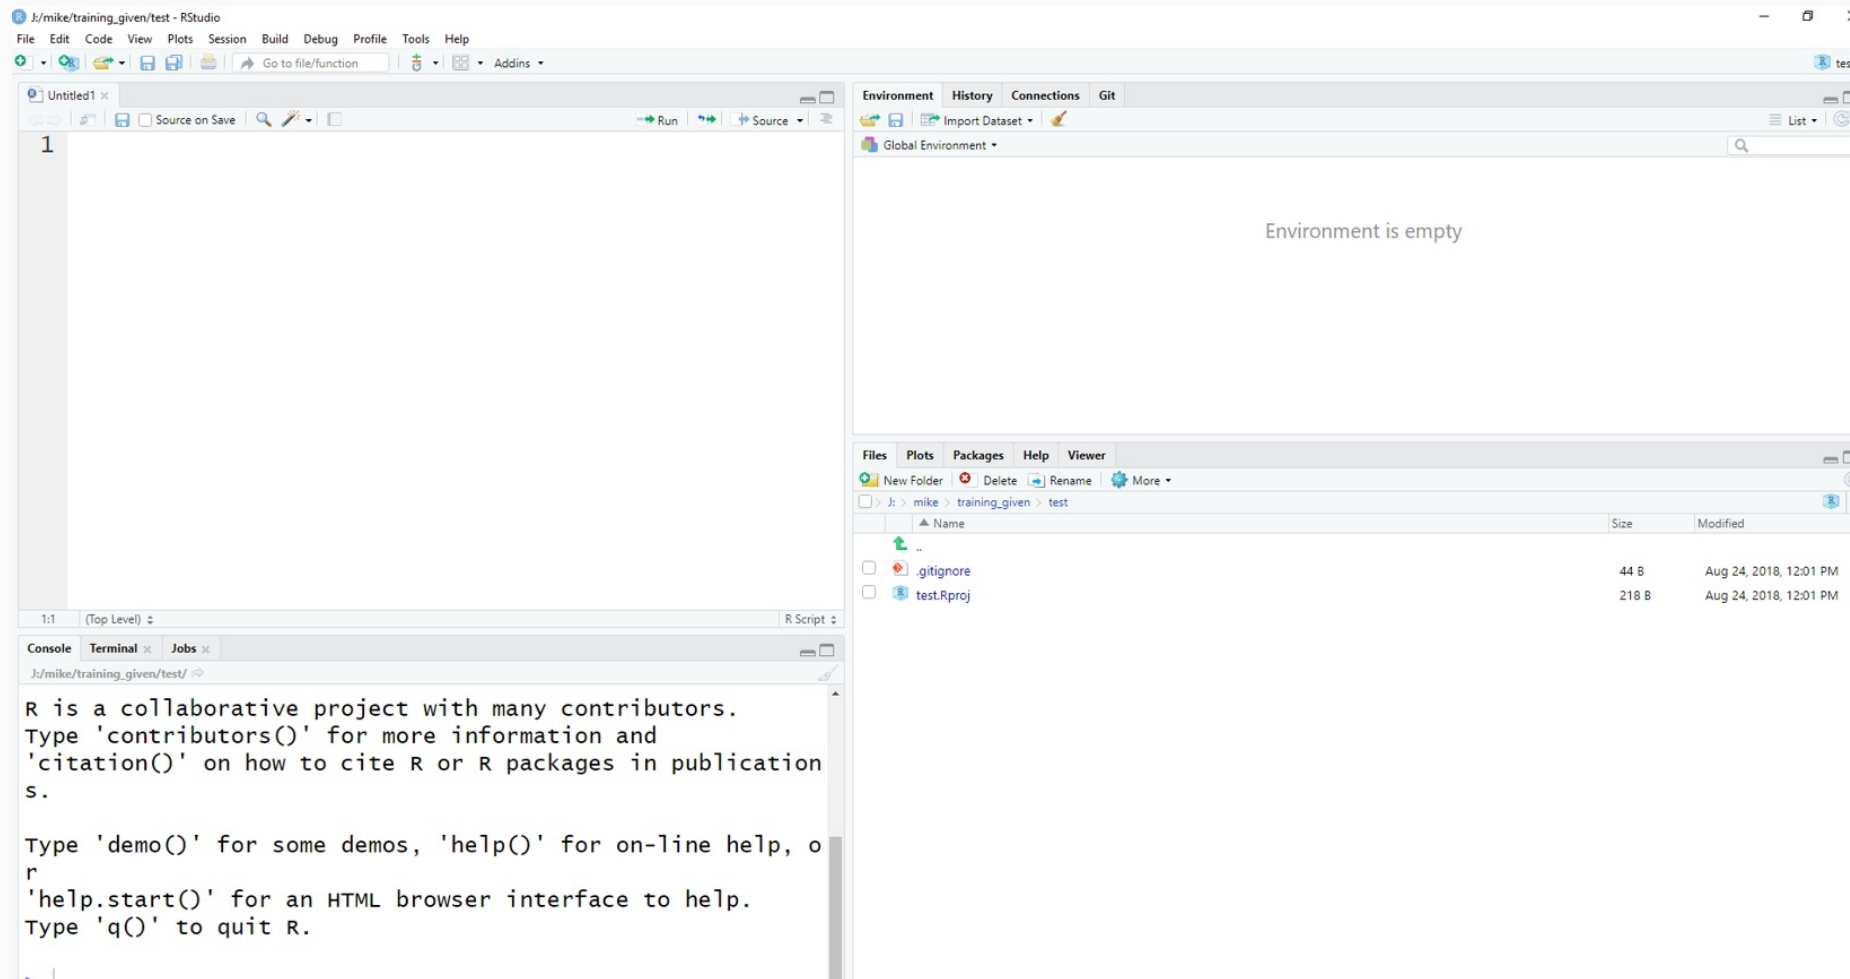 J:/mike/training_given/test - RStudio
File Edit Code View Plots Session Build Debug Profile Tools Help
Go to file/function Addins
Untitled1
Source on Save Run Source
1
1:1 (Top Level) R Script
Console Terminal Jobs
J:/mike/training_given/test/
R is a collaborative project with many contributors.
Type 'contributors()' for more information and
'citation()' on how to cite R or R packages in publication
s.
Type 'demo()' for some demos, 'help()' for on-line help, o
r
'help.start()' for an HTML browser interface to help.
Type 'q()' to quit R.
Environment History Connections Git
Import Dataset List
Global Environment
Environment is empty
Files Plots Packages Help Viewer
New Folder Delete Rename More
J: > mike > training_given > test
Name Size Modified
..
.gitignore 44 B Aug 24, 2018, 12:01 PM
test.Rproj 218 B Aug 24, 2018, 12:01 PM